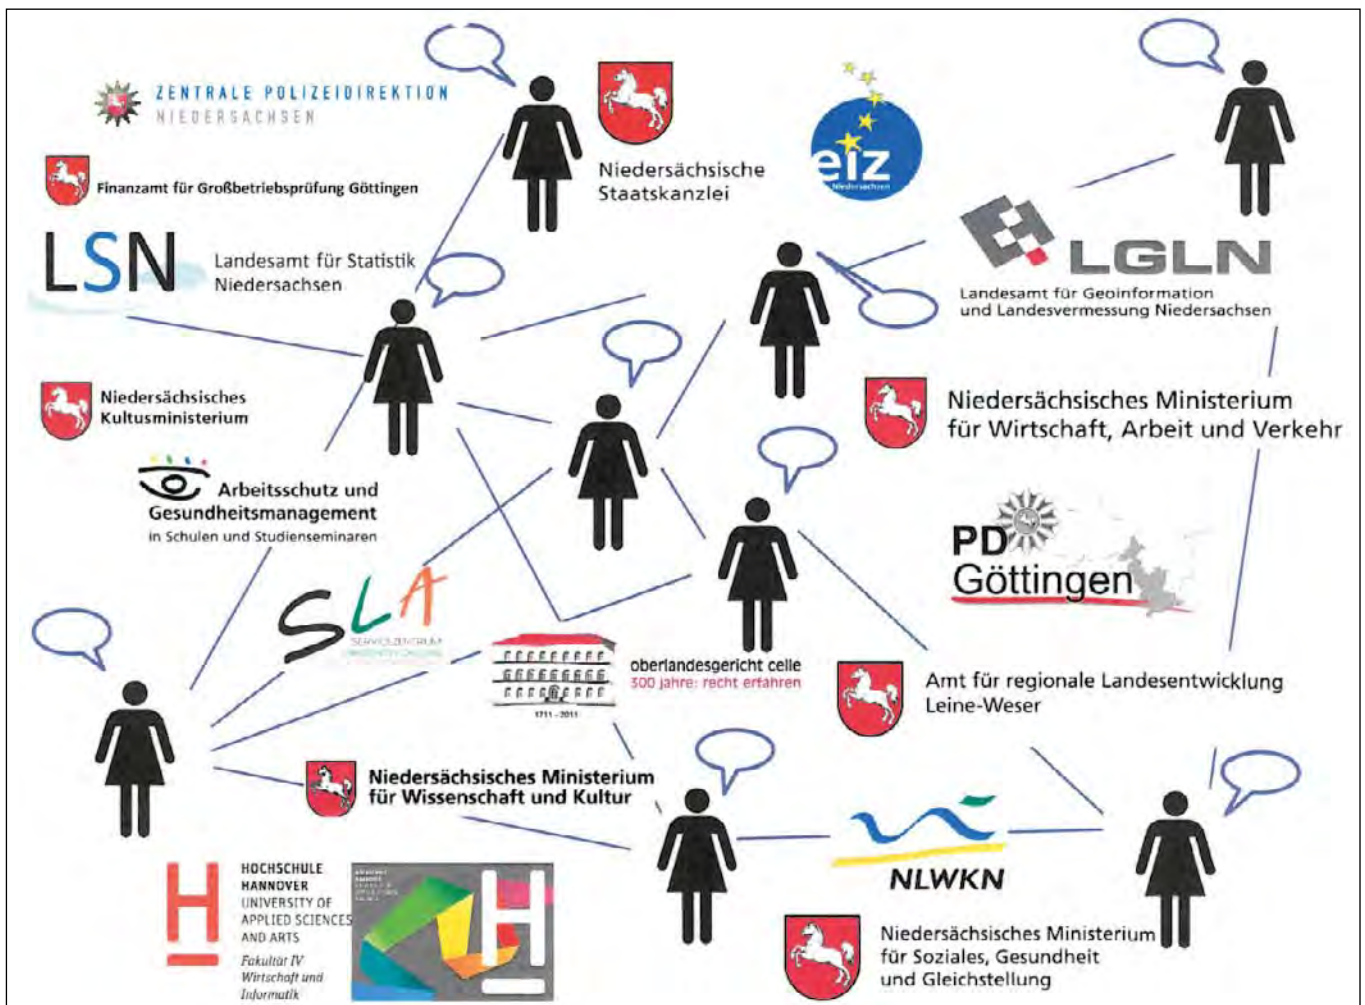 ZENTRALE POLIZEIDIREKTION
NIEDERSACHSEN
Finanzamt für Großbetriebsprüfung Göttingen
Niedersächsische
Staatskanzlei
eiz
Niedersachsen
LSN
Landesamt für Statistik
Niedersachsen
LGLN
Landesamt für Geoinformation
und Landesvermessung Niedersachsen
Niedersächsisches
Kultusministerium
Niedersächsisches Ministerium
für Wirtschaft, Arbeit und Verkehr
Arbeitsschutz und
Gesundheitsmanagement
in Schulen und Studienseminaren
PD
Göttingen
SLA
SERVICEZENTRUM
oberlandesgericht celle
300 jahre: recht erfahren
1711 - 2011
Amt für regionale Landesentwicklung
Leine-Weser
Niedersächsisches Ministerium
für Wissenschaft und Kultur
NLWKN
H
HOCHSCHULE
HANNOVER
UNIVERSITY OF
APPLIED SCIENCES
AND ARTS
Fakultät IV
Wirtschaft und
Informatik
H
Niedersächsisches Ministerium
für Soziales, Gesundheit
und Gleichstellung